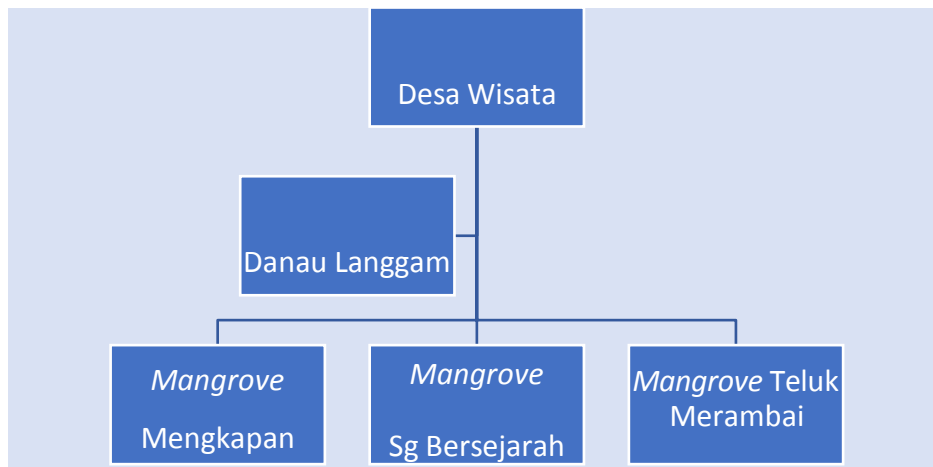 Desa Wisata
Danau Langgam
Mangrove
Mengkapan
Mangrove
Sg Bersejarah
Mangrove Teluk
Merambai